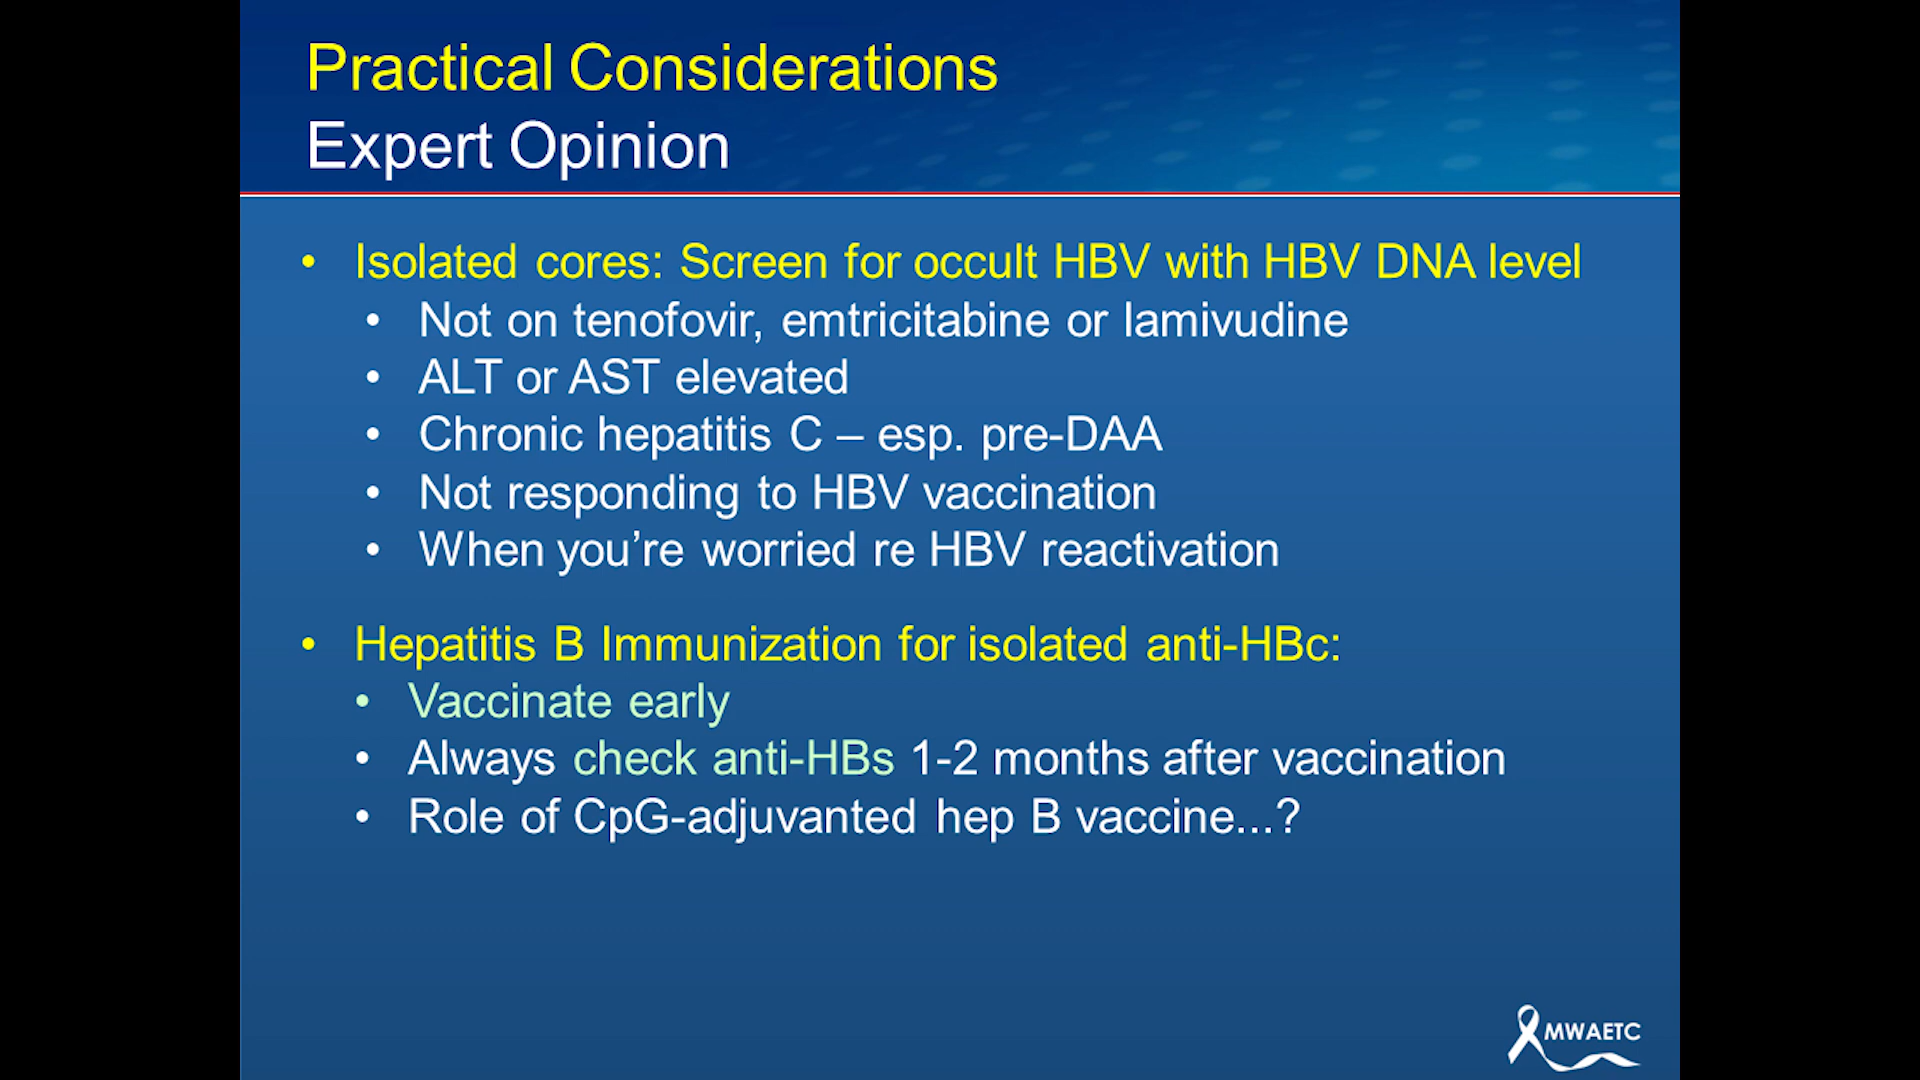 Practical Considerations
Expert Opinion
• Isolated cores: Screen for occult HBV with HBV DNA level
• Not on tenofovir, emtricitabine or lamivudine
• ALT or AST elevated
• Chronic hepatitis C – esp. pre-DAA
• Not responding to HBV vaccination
• When you’re worried re HBV reactivation
• Hepatitis B Immunization for isolated anti-HBc:
• Vaccinate early
• Always check anti-HBs 1-2 months after vaccination
• Role of CpG-adjuvanted hep B vaccine...?
MWAETC